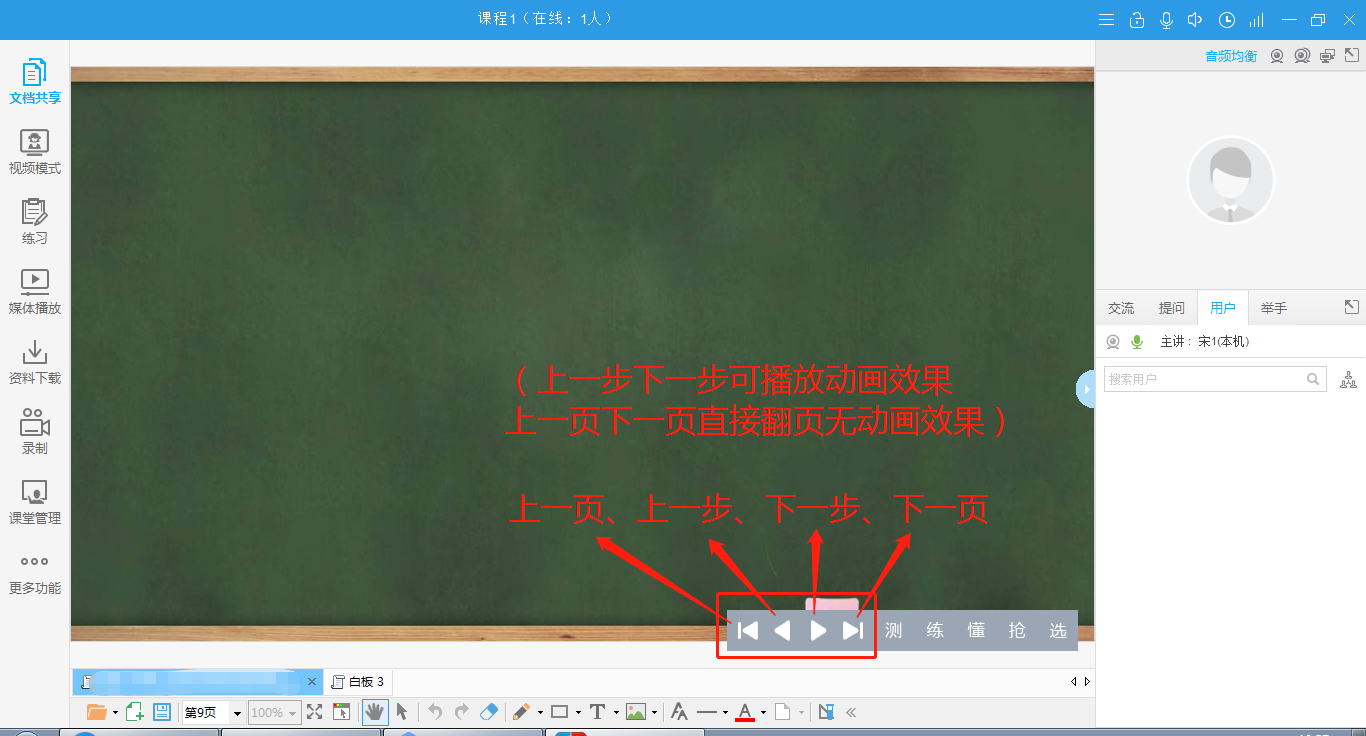 课程1（在线：1人）
音频均衡
文档共享
视频模式
练习
媒体播放
资料下载
录制
课堂管理
更多功能
（上一步下一步可播放动画效果
上一页下一页直接翻页无动画效果）
上一页、上一步、下一步、下一页
测 练 懂 抢 选
交流 提问 用户 举手
主讲：宋1(本机)
搜索用户
白板 3
第9页 100%